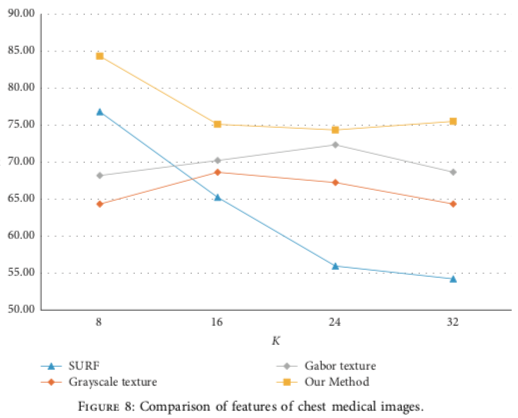 90.00
85.00
80.00
75.00
70.00
65.00
60.00
55.00
50.00
8 16 24 32
K
SURF Gabor texture
Grayscale texture Our Method
FIGURE 8: Comparison of features of chest medical images.